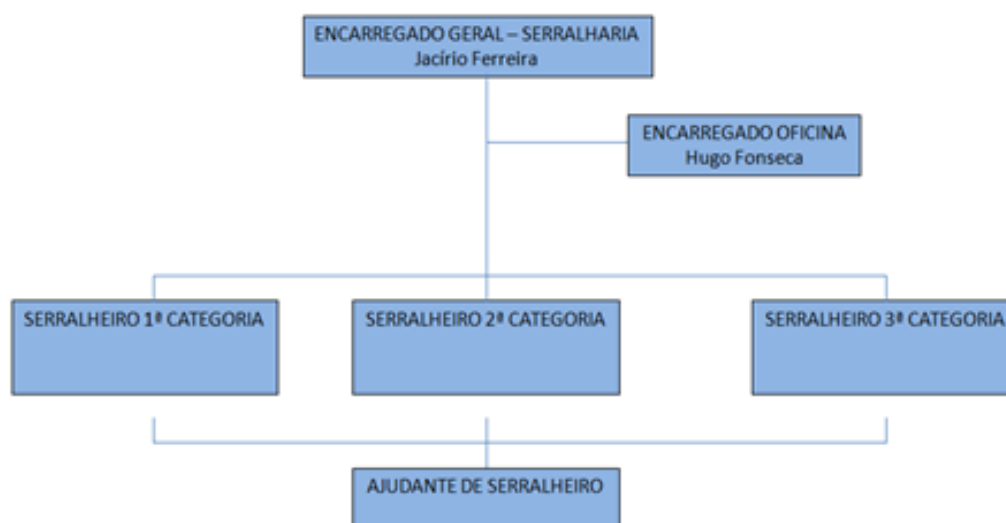 ENCARREGADO GERAL – SERRALHARIA
Jacírio Ferreira
ENCARREGADO OFICINA
Hugo Fonseca
SERRALHEIRO 1ª CATEGORIA
SERRALHEIRO 2ª CATEGORIA
SERRALHEIRO 3ª CATEGORIA
AJUDANTE DE SERRALHEIRO